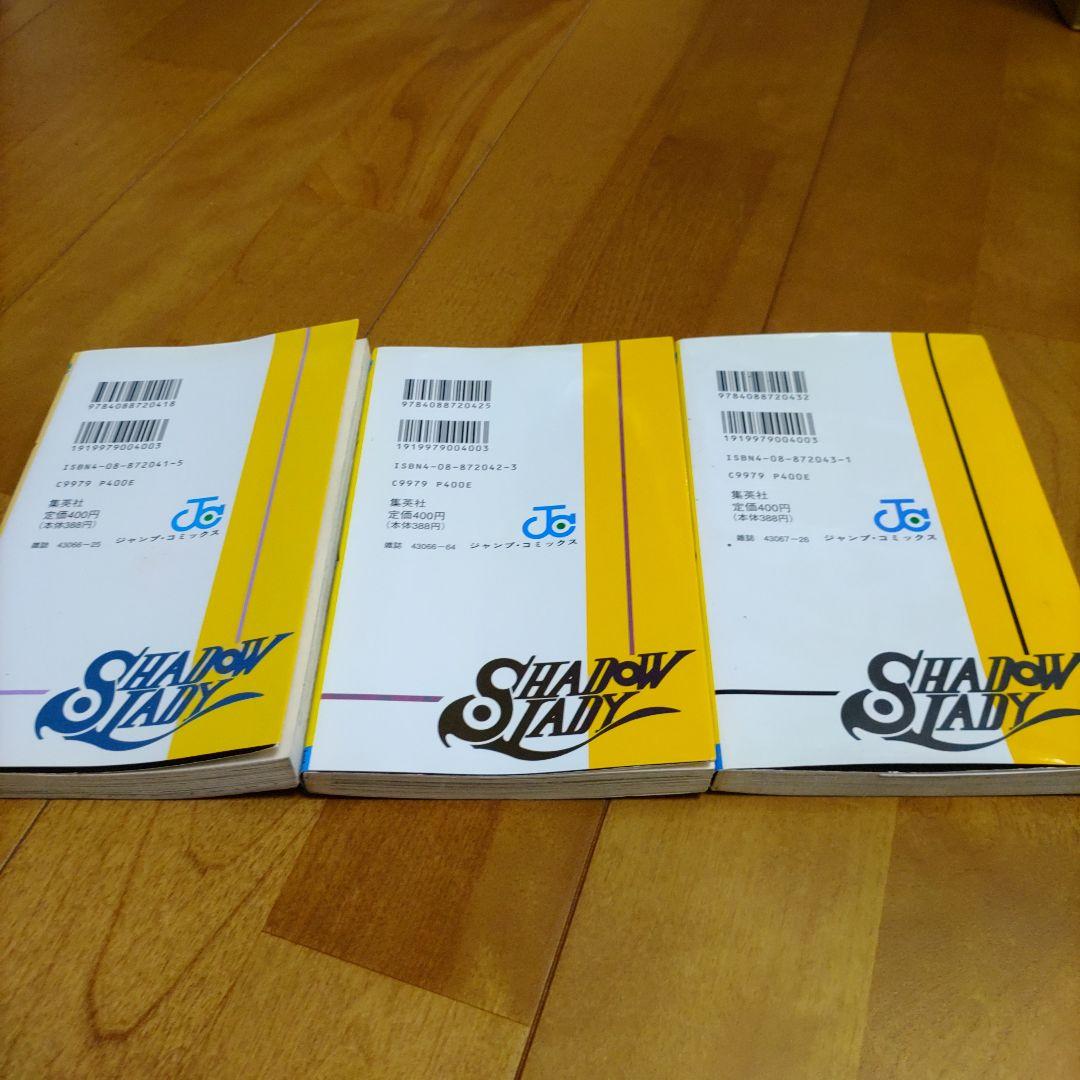 9784088720418
1919979004003
ISBN4-08-872041-5
C9979 P400E
集英社
定価400円
(本体388円)
JC
ジャンプ・コミックス
雑誌 43066-25
SHADOW
LADY
9784088720425
1919979004003
ISBN4-08-872042-3
C9979 P400E
集英社
定価400円
(本体388円)
JC
ジャンプ・コミックス
雑誌 43066-64
SHADOW
LADY
9784088720432
1919979004003
ISBN4-08-872043-1
C9979 P400E
集英社
定価400円
(本体388円)
JC
ジャンプ・コミックス
雑誌 43067-26
SHADOW
LADY